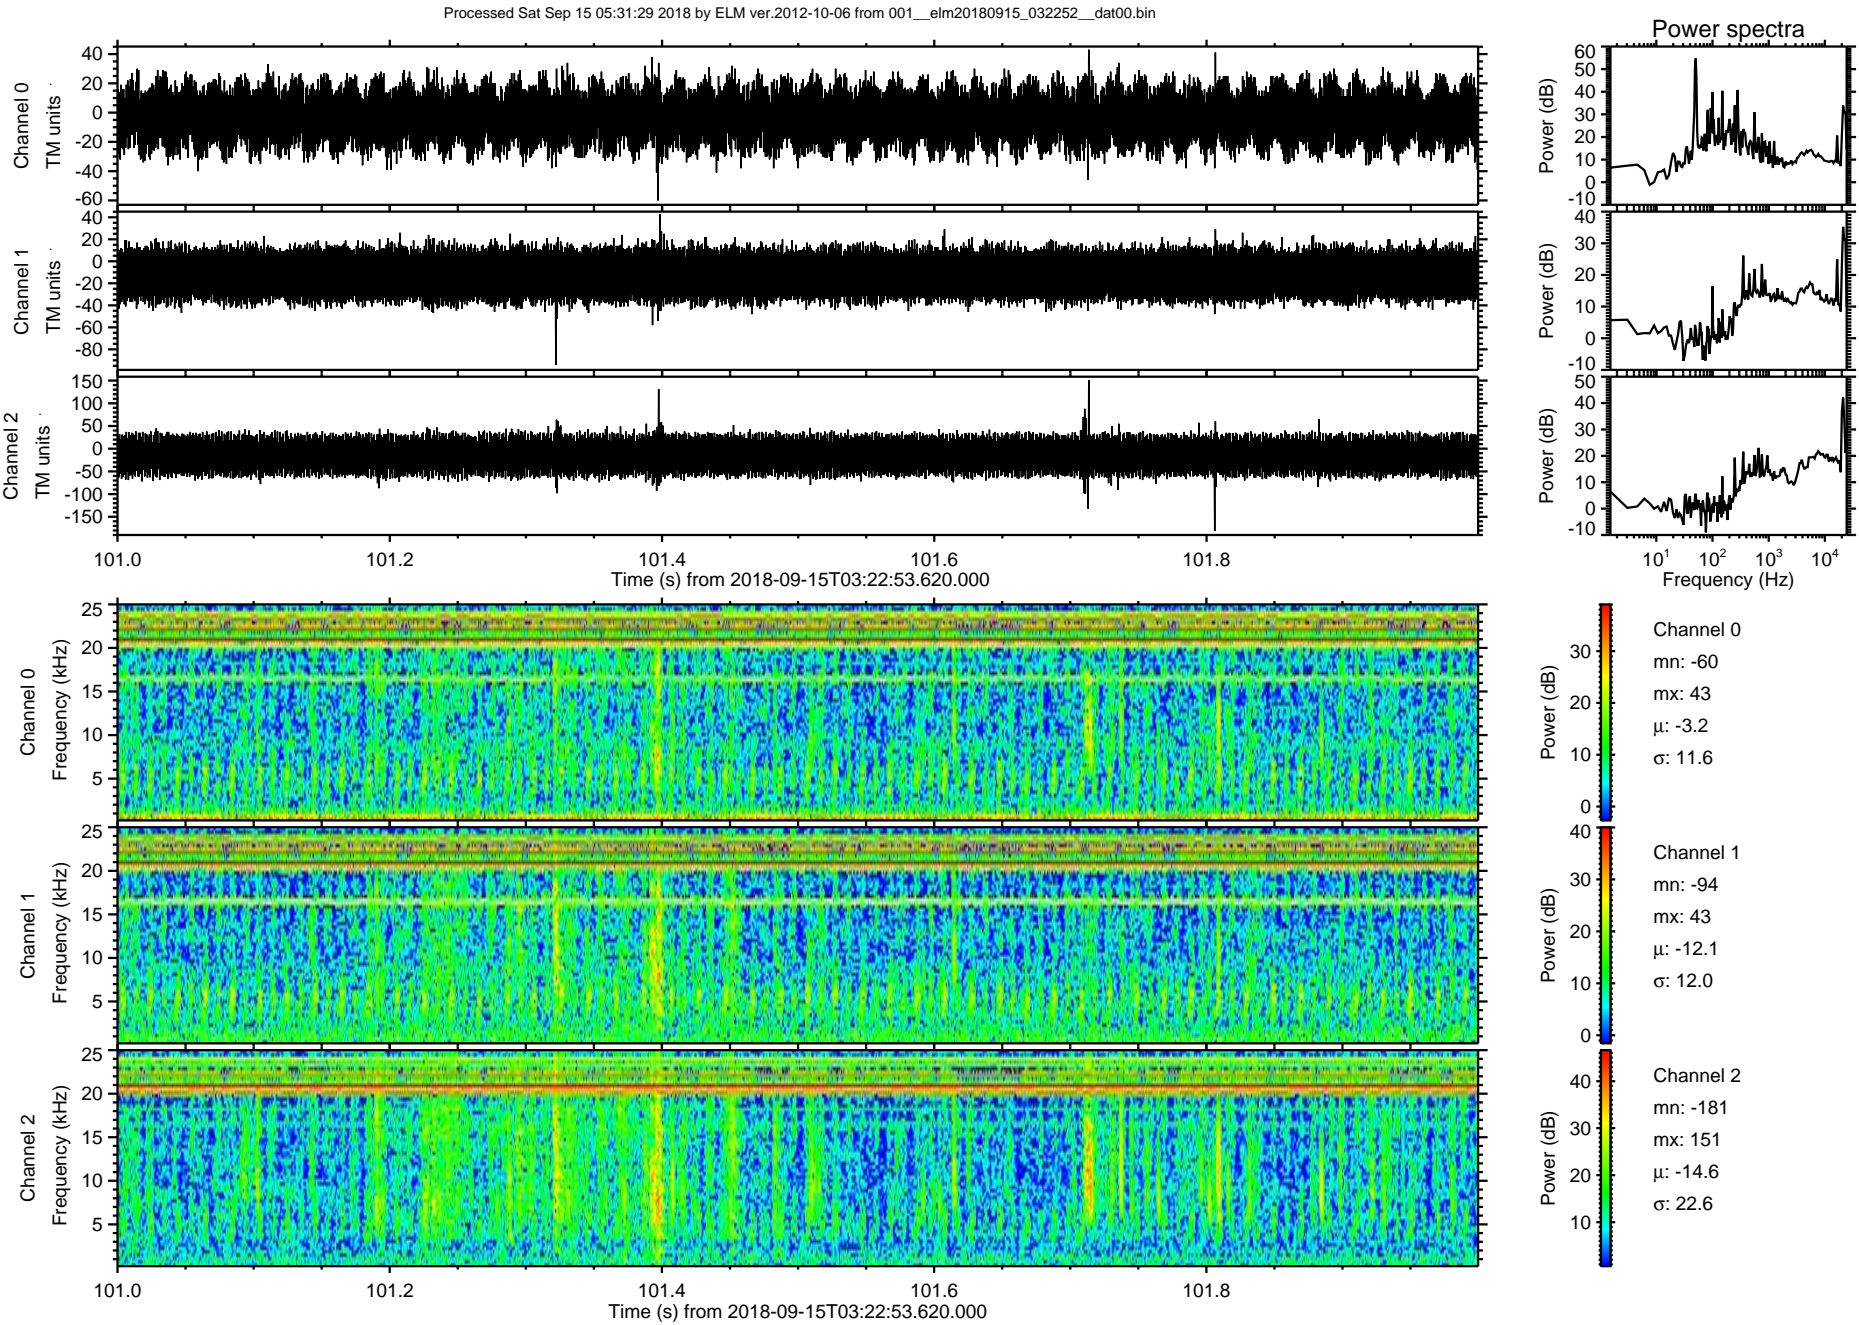 Processed Sat Sep 15 05:31:29 2018 by ELM ver.2012-10-06 from 001__elm20180915_032252__dat00.bin
Power spectra
Channel 0
TM units
40
20
0
-20
-40
-60
Power (dB)
60
50
40
30
20
10
0
-10
Channel 1
TM units
40
20
0
-20
-40
-60
-80
Power (dB)
40
30
20
10
0
-10
Channel 2
TM units
150
100
50
0
-50
-100
-150
Power (dB)
50
40
30
20
10
0
-10
101.0 101.2 101.4 101.6 101.8
Time (s) from 2018-09-15T03:22:53.620.000
10¹ 10² 10³ 10⁴
Frequency (Hz)
Channel 0
Frequency (kHz)
25
20
15
10
5
Power (dB)
30
20
10
0
Channel 0
mn: -60
mx: 43
μ: -3.2
σ: 11.6
Channel 1
Frequency (kHz)
25
20
15
10
5
Power (dB)
40
30
20
10
0
Channel 1
mn: -94
mx: 43
μ: -12.1
σ: 12.0
Channel 2
Frequency (kHz)
25
20
15
10
5
Power (dB)
40
30
20
10
Channel 2
mn: -181
mx: 151
μ: -14.6
σ: 22.6
101.0 101.2 101.4 101.6 101.8
Time (s) from 2018-09-15T03:22:53.620.000